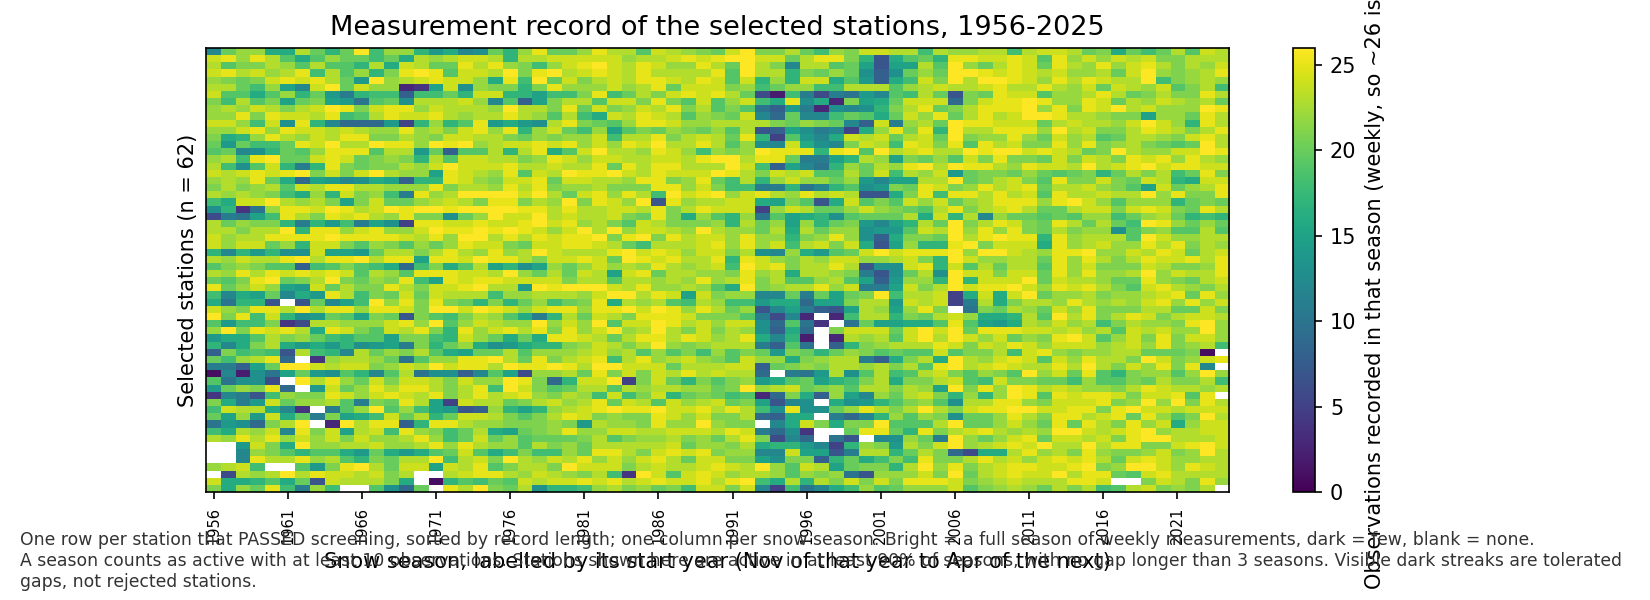 Measurement record of the selected stations, 1956-2025
Selected stations (n = 62)
1956
1961
1966
1971
1976
1981
1986
1991
1996
2001
2006
2011
2016
2021
Snow season, labelled by its start year (Nov of that year to Apr of the next)
25
20
15
10
5
0
Observations recorded in that season (weekly, so ~26 is
One row per station that PASSED screening, sorted by record length; one column per snow season. Bright = a full season of weekly measurements, dark = few, blank = none.
A season counts as active with at least 10 observations. Stations shown here are active in at least 90% of seasons, with no gap longer than 3 seasons. Visible dark streaks are tolerated
gaps, not rejected stations.